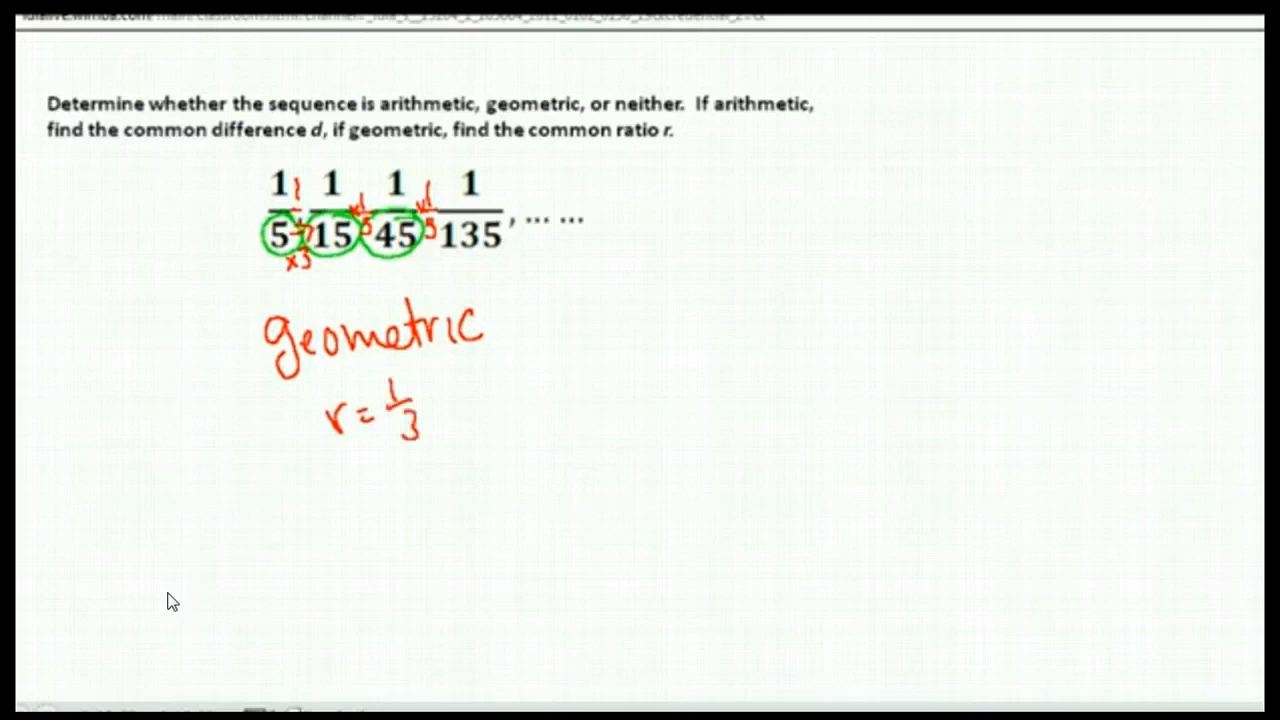 Determine whether the sequence is arithmetic, geometric, or neither. If arithmetic,
find the common difference d, if geometric, find the common ratio r.
1 1 1 1
5 15 45 135 , ... ...
×3
geometric
r = 1/3